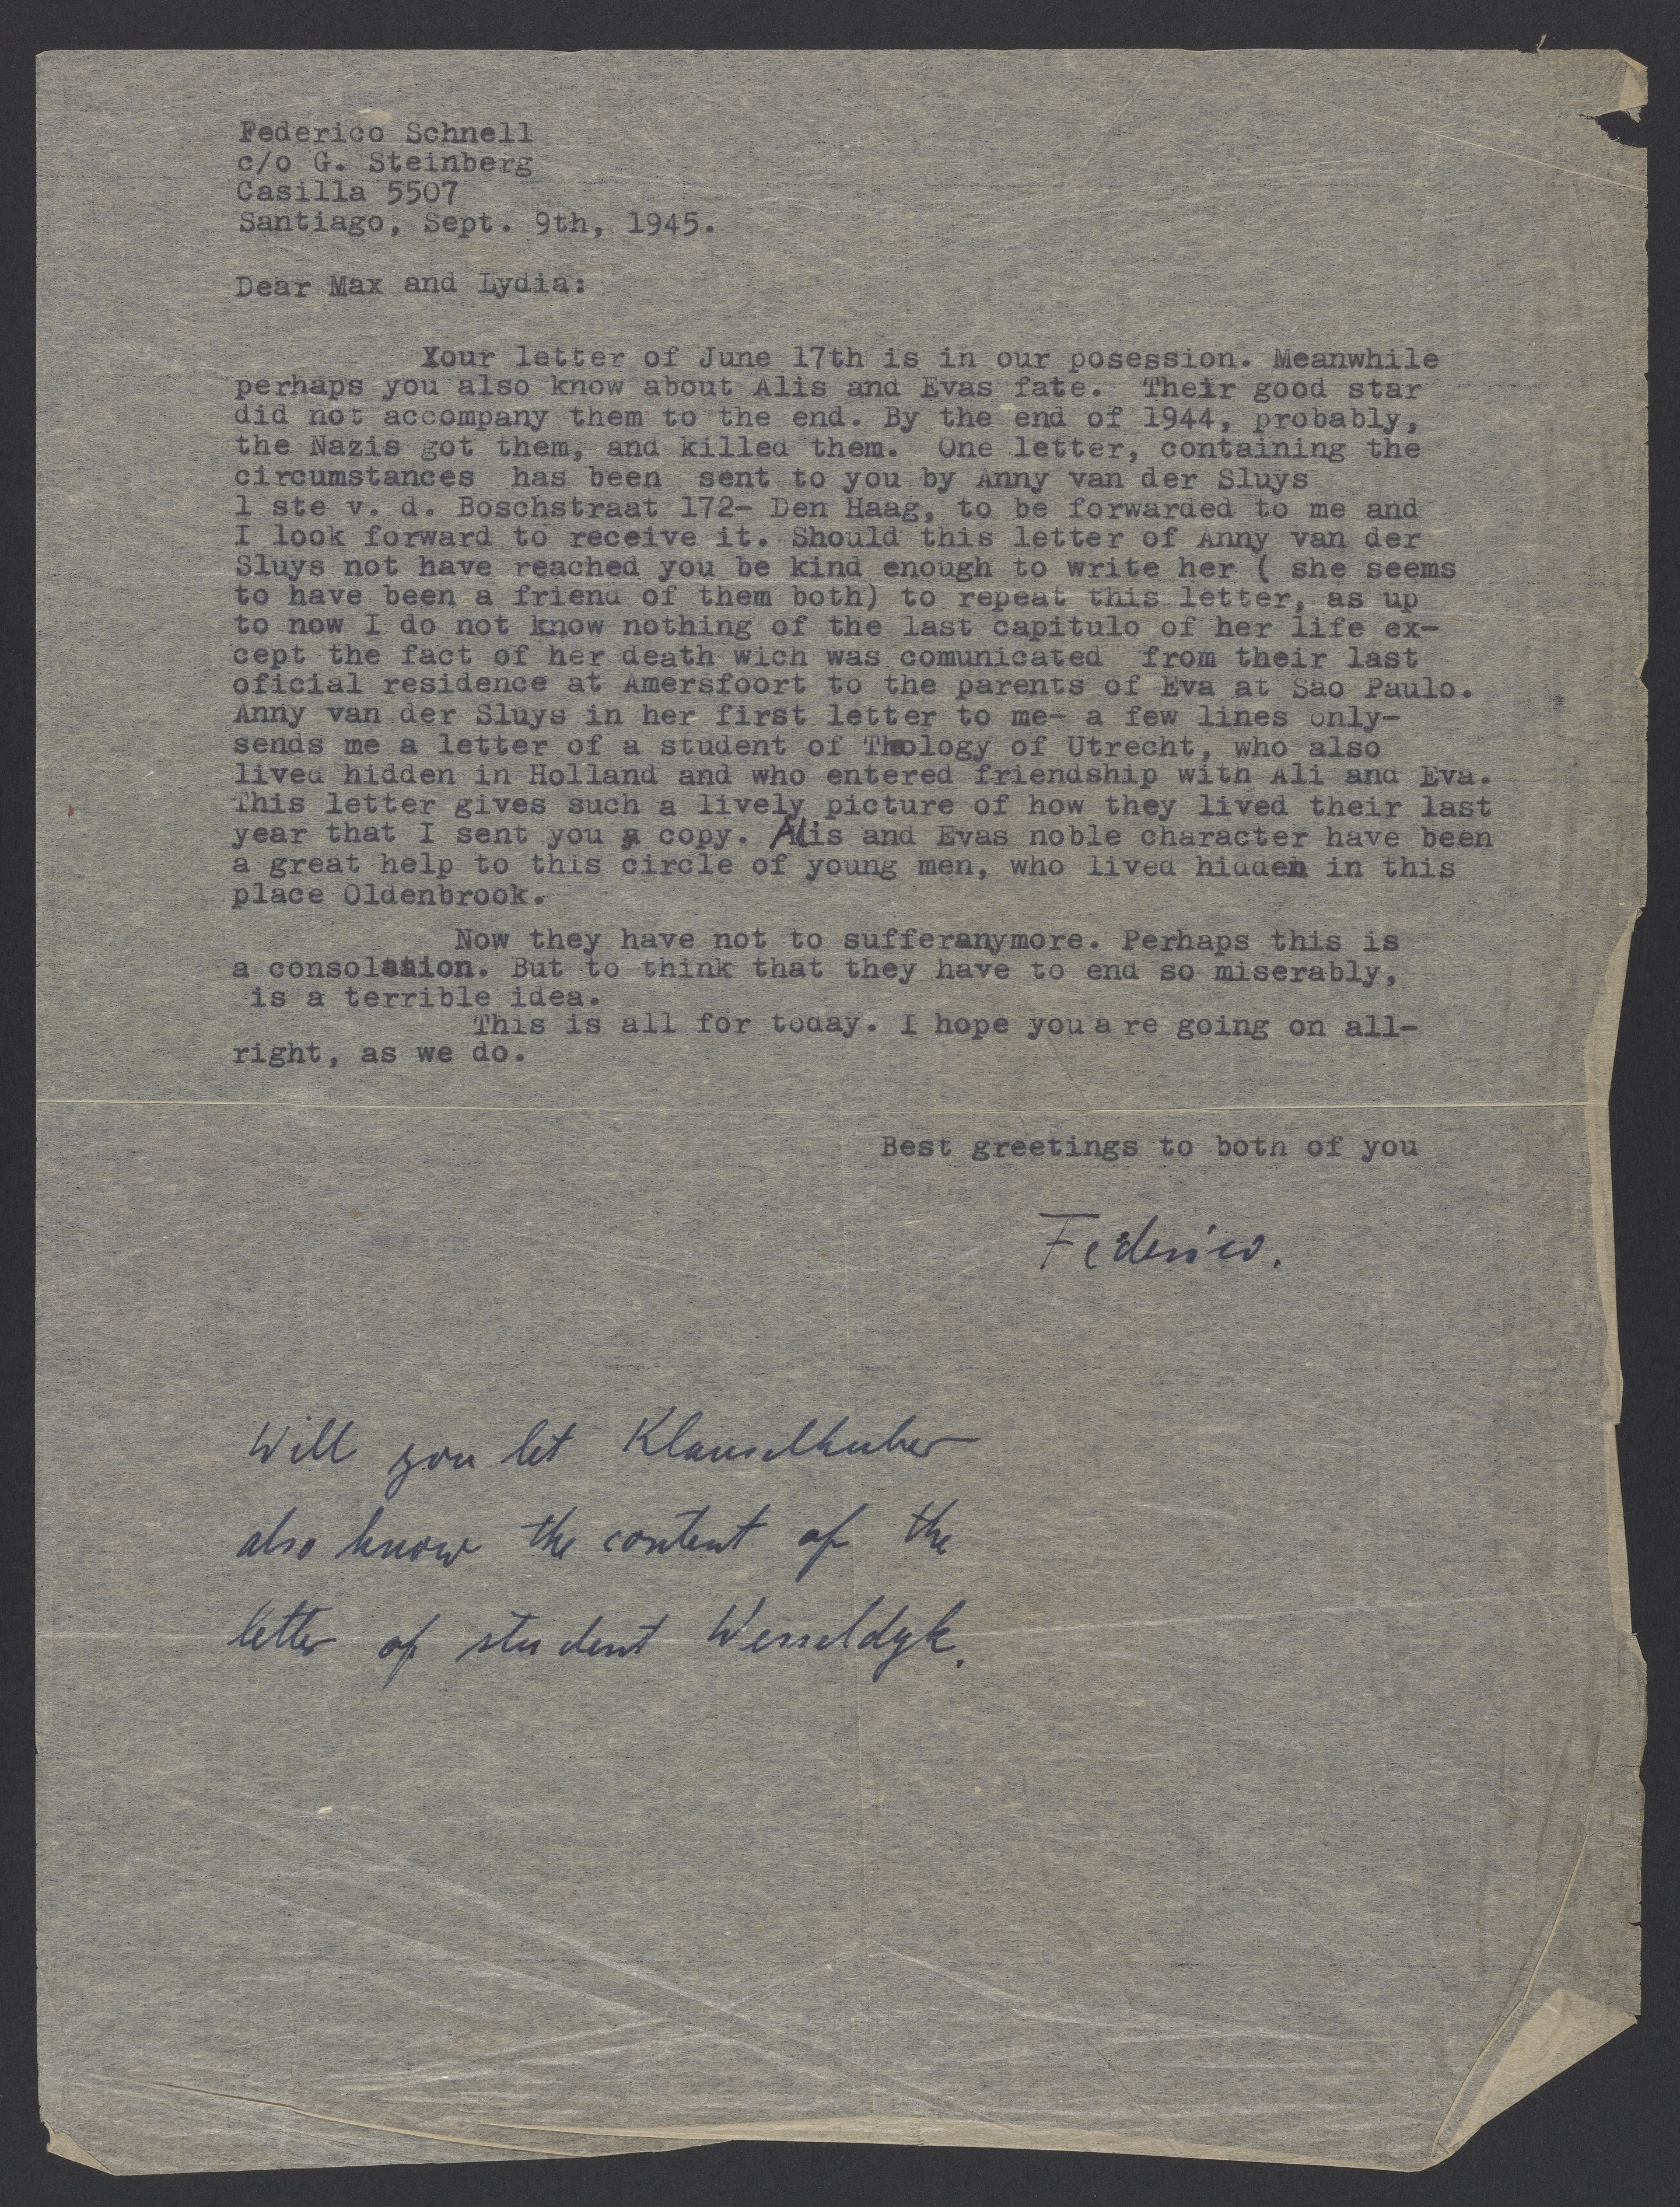 Federico Schnell
c/o G. Steinberg
Casilla 5507
Santiago, Sept. 9th, 1945.
Dear Max and Lydia:
Your letter of June 17th is in our posession. Meanwhile
perhaps you also know about Alis and Evas fate. Their good star
did not accompany them to the end. By the end of 1944, probably,
the Nazis got them, and killed them. One letter, containing the
circumstances has been sent to you by Anny van der Sluys
1 ste v. d. Boschstraat 172- Den Haag, to be forwarded to me and
I look forward to receive it. Should this letter of Anny van der
Sluys not have reached you be kind enough to write her ( she seems
to have been a friend of them both) to repeat this letter, as up
to now I do not know nothing of the last capitulo of her life ex-
cept the fact of her death wich was comunicated from their last
oficial residence at Amersfoort to the parents of Eva at Sao Paulo.
Anny van der Sluys in her first letter to me- a few lines only-
sends me a letter of a student of Theology of Utrecht, who also
lived hidden in Holland and who entered friendship with Ali and Eva.
This letter gives such a lively picture of how they lived their last
year that I sent you a copy. Alis and Evas noble character have been
a great help to this circle of young men, who lived hidden in this
place Oldenbrook.
Now they have not to sufferanymore. Perhaps this is
a consolation. But to think that they have to end so miserably,
is a terrible idea.
This is all for today. I hope you are going on all-
right, as we do.
Best greetings to both of you
Federico.
Will you let
also know the content of the
letter of student Wesseldyk.